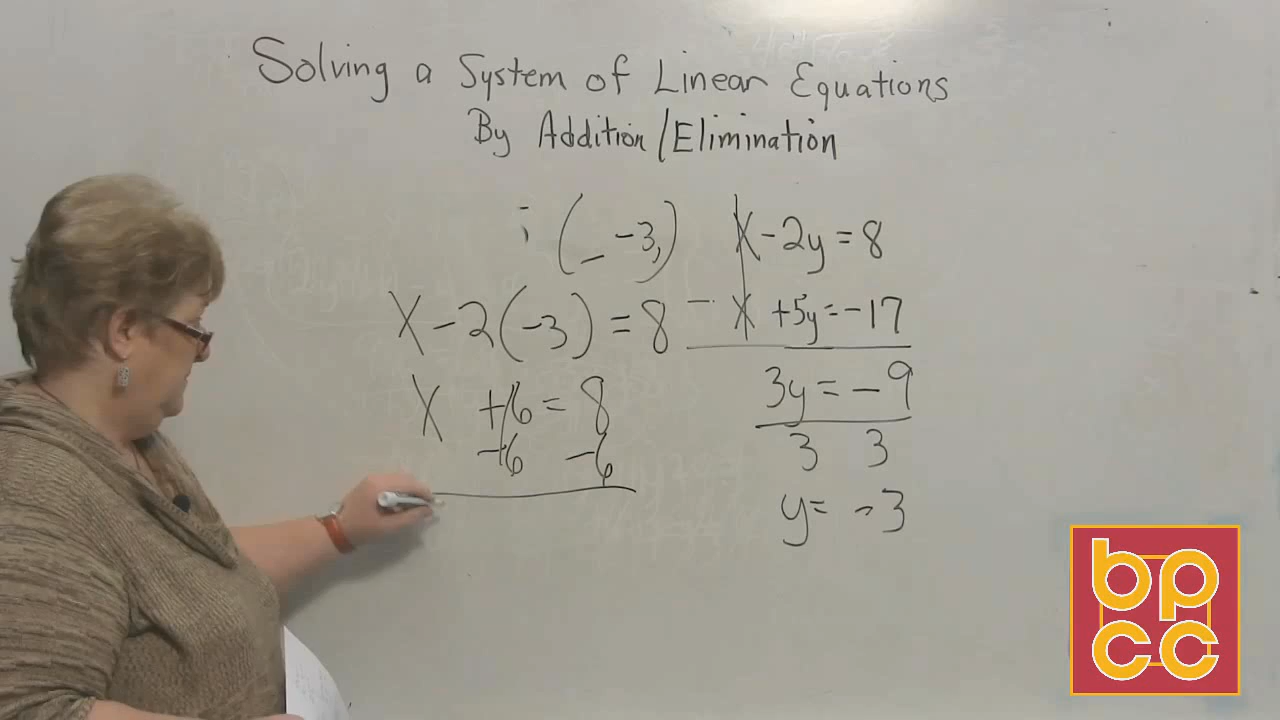 Solving a System of Linear Equations
By Addition/Elimination
( _ -3, )
x - 2y = 8
- x + 5y = -17
3y = -9
3 3
y = -3
x - 2(-3) = 8
x + 6 = 8
-6 -6
bp
cc